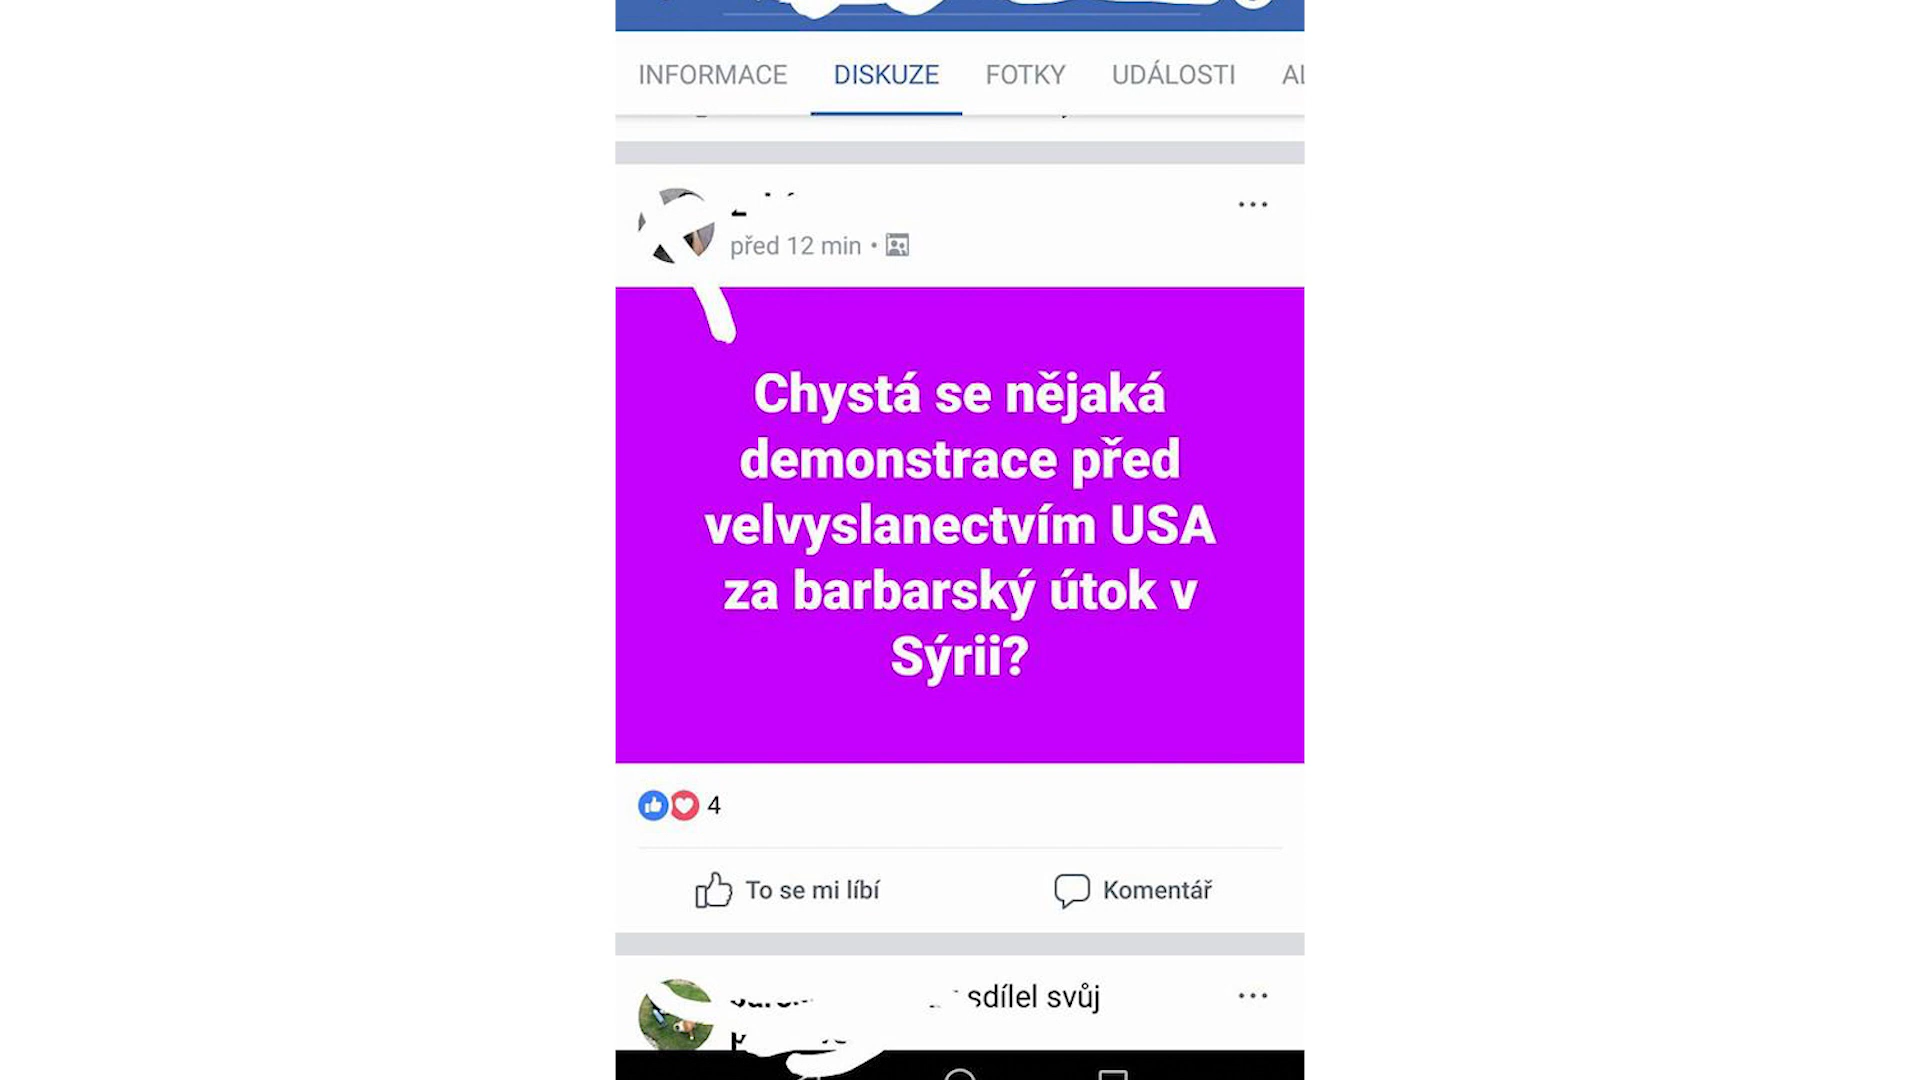 INFORMACE DISKUZE FOTKY UDÁLOSTI
před 12 min
Chystá se nějaká
demonstrace před
velvyslanectvím USA
za barbarský útok v
Sýrii?
4
To se mi líbí Komentář
sdílel svůj